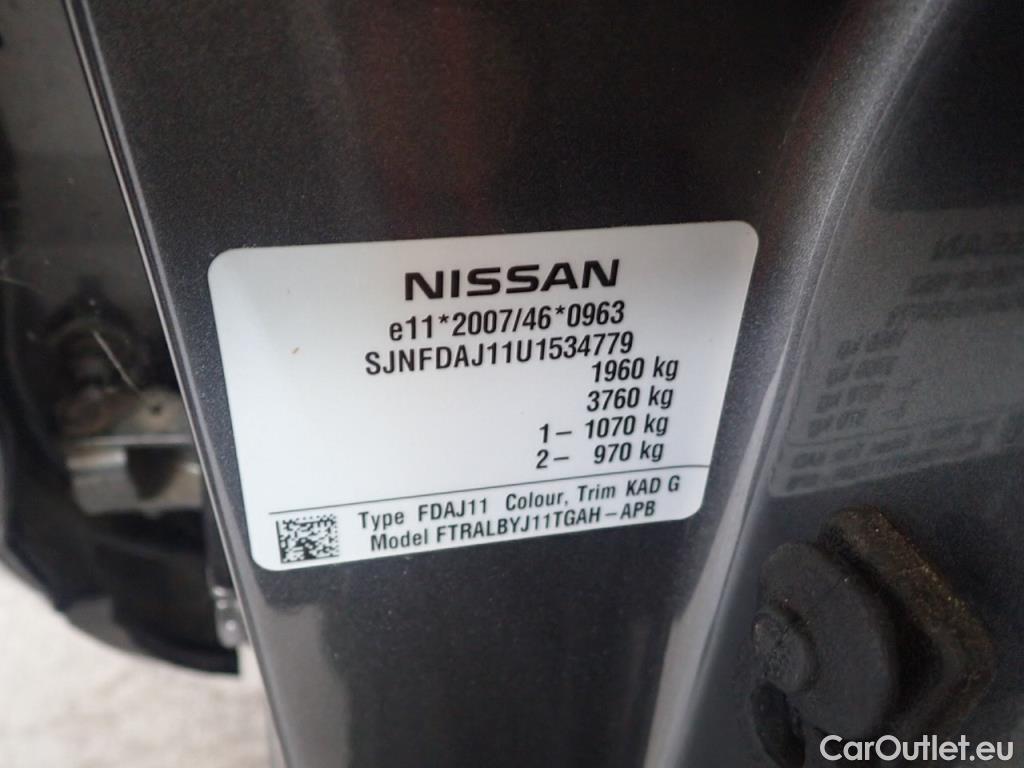 NISSAN
e11*2007/46*0963
SJNFDAJ11U1534779
1960 kg
3760 kg
1– 1070 kg
2– 970 kg
Type FDAJ11 Colour, Trim KAD G
Model FTRALBYJ11TGAH–APB
CarOutlet.eu